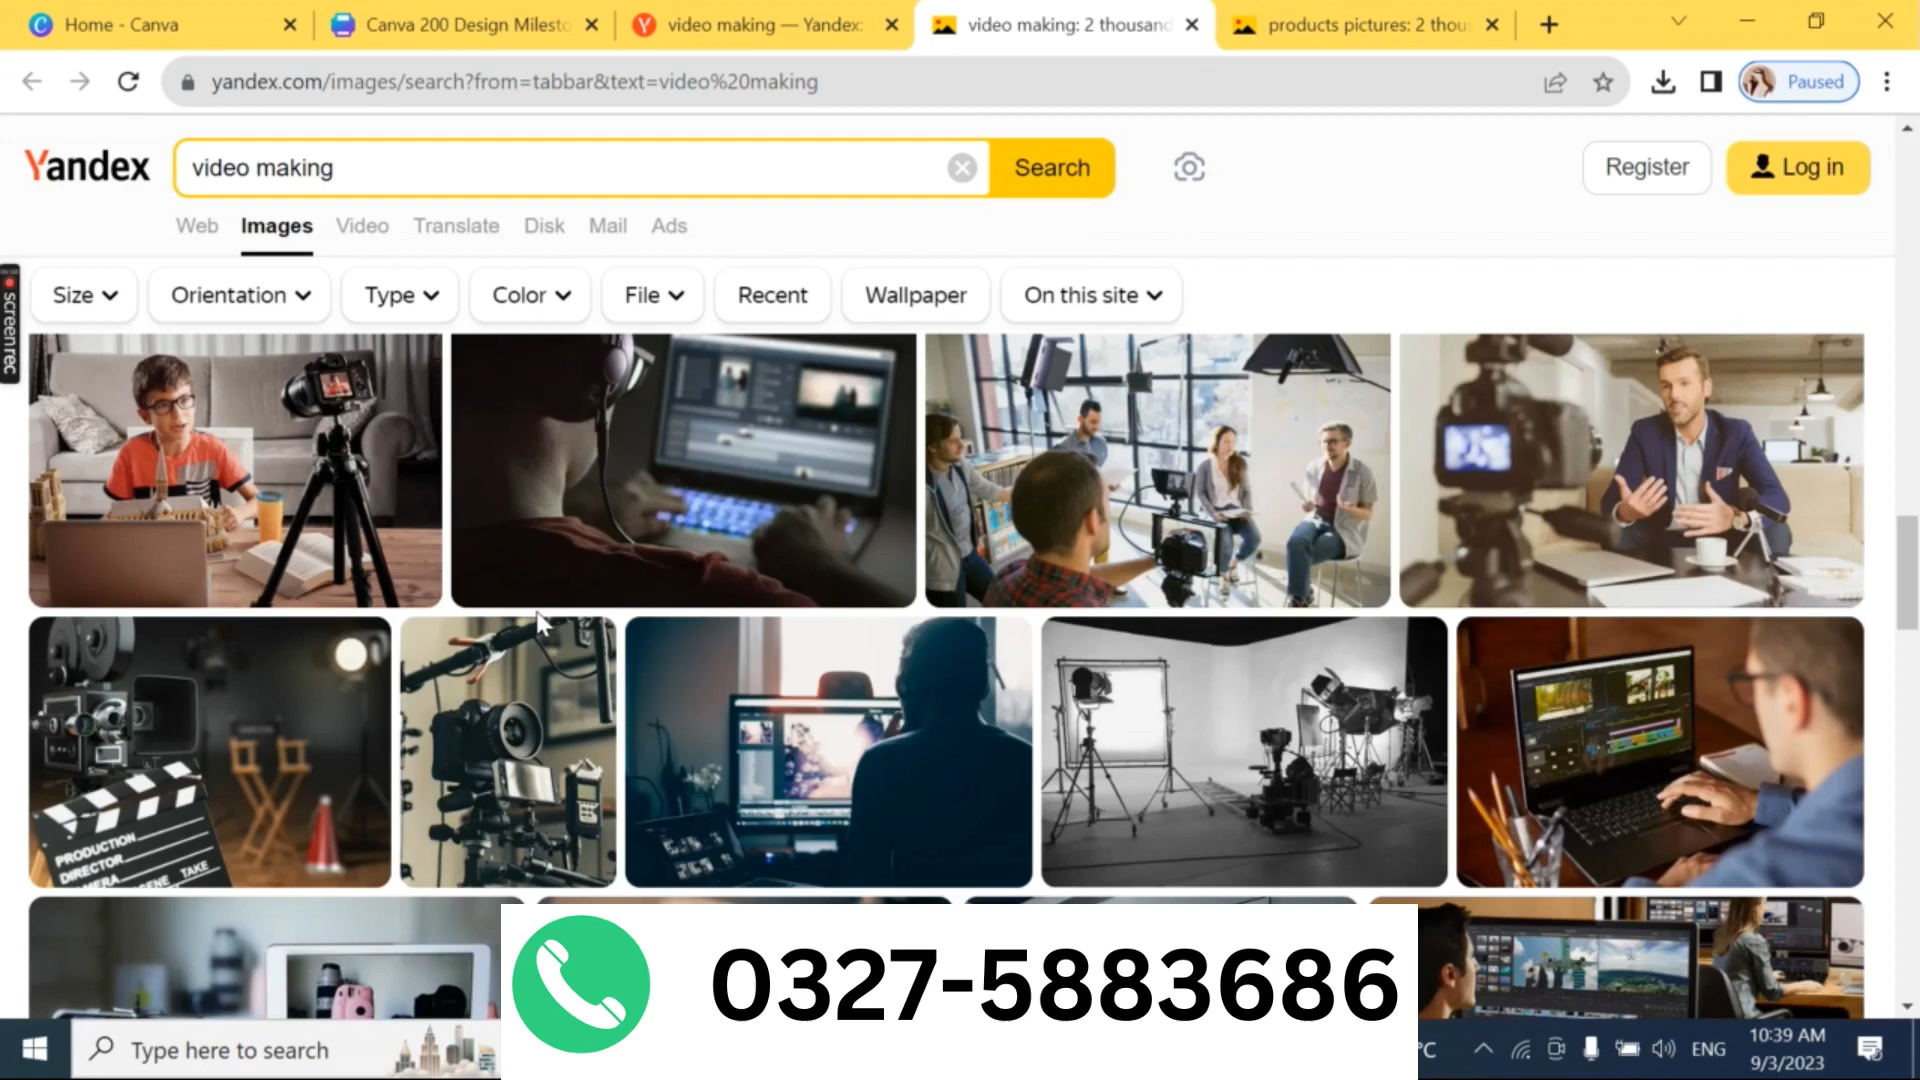 Home - Canva
Canva 200 Design Milesto
video making — Yandex:
video making: 2 thousand
products pictures: 2 thou
yandex.com/images/search?from=tabbar&text=video%20making
Paused
Yandex
video making
Search
Register
Log in
Web
Images
Video
Translate
Disk
Mail
Ads
screenrec
Size
Orientation
Type
Color
File
Recent
Wallpaper
On this site
PRODUCTION
DIRECTOR
SCENE TAKE
0327-5883686
Type here to search
°C
ENG
10:39 AM
9/3/2023